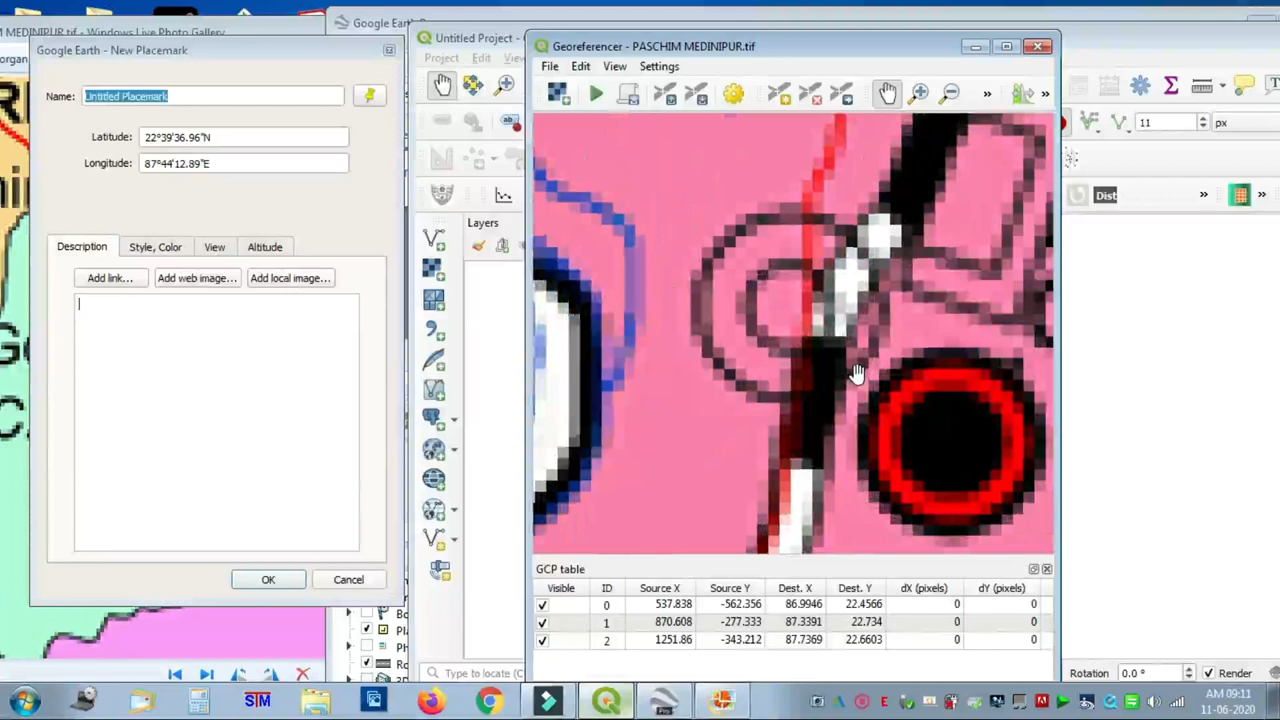 M MEDINIPUR.tif - Windows Live Photo Gallery
Google Earth
Google Earth - New Placemark
Name: Untitled Placemark
Latitude: 22°39'36.96"N
Longitude: 87°44'12.89"E
Description Style, Color View Altitude
Add link... Add web image... Add local image...
OK Cancel
Untitled Project -
Project Edit View
Layers
Georeferencer - PASCHIM MEDINIPUR.tif
File Edit View Settings
» »
11 px
Dist » »
GCP table
Visible ID Source X Source Y Dest. X Dest. Y dX (pixels) dY (pixels)
0 537.838 -562.356 86.9946 22.4566 0 0
1 870.608 -277.333 87.3391 22.734 0 0
2 1251.86 -343.212 87.7369 22.6603 0 0
Type to locate (C
Rotation 0.0 ° Render
STM
AM 09:11
11-06-2020